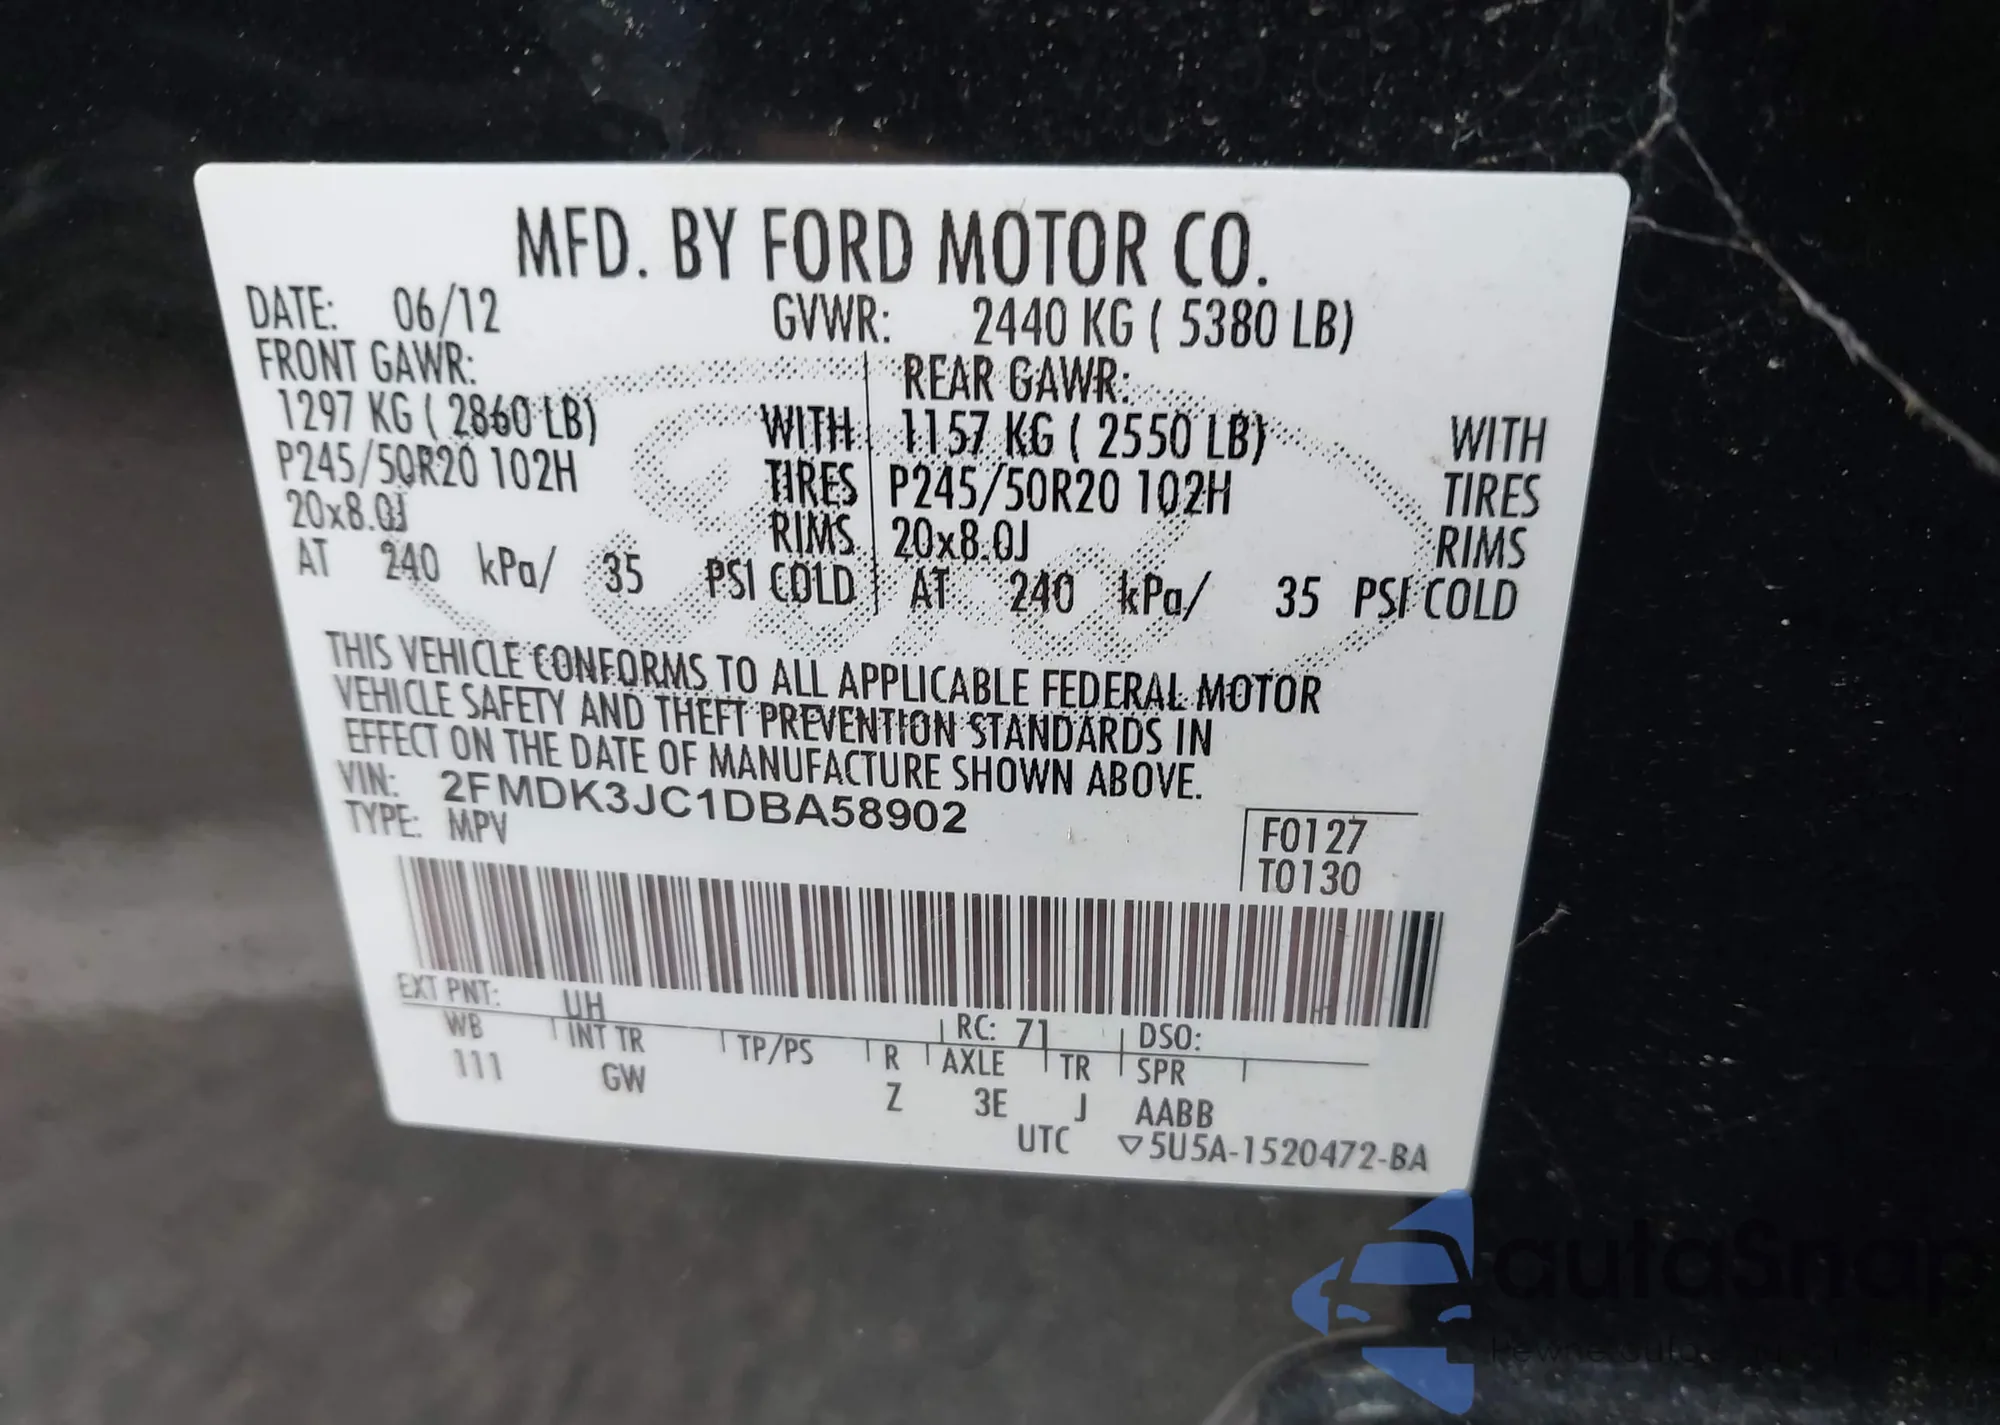 MFD. BY FORD MOTOR CO.
DATE: 06/12 GVWR: 2440 KG ( 5380 LB)
FRONT GAWR: REAR GAWR:
1297 KG ( 2860 LB) WITH 1157 KG ( 2550 LB) WITH
P245/50R20 102H TIRES P245/50R20 102H TIRES
20x8.0J RIMS 20x8.0J RIMS
AT 240 kPa/ 35 PSI COLD AT 240 kPa/ 35 PSI COLD
THIS VEHICLE CONFORMS TO ALL APPLICABLE FEDERAL MOTOR
VEHICLE SAFETY AND THEFT PREVENTION STANDARDS IN
EFFECT ON THE DATE OF MANUFACTURE SHOWN ABOVE.
VIN: 2FMDK3JC1DBA58902
TYPE: MPV
F0127
T0130
EXT PNT: UH RC: 71 DSO:
WB INT TR TP/PS R AXLE TR SPR
111 GW Z 3E J AABB
UTC ▽5U5A-1520472-BA
autaSnap